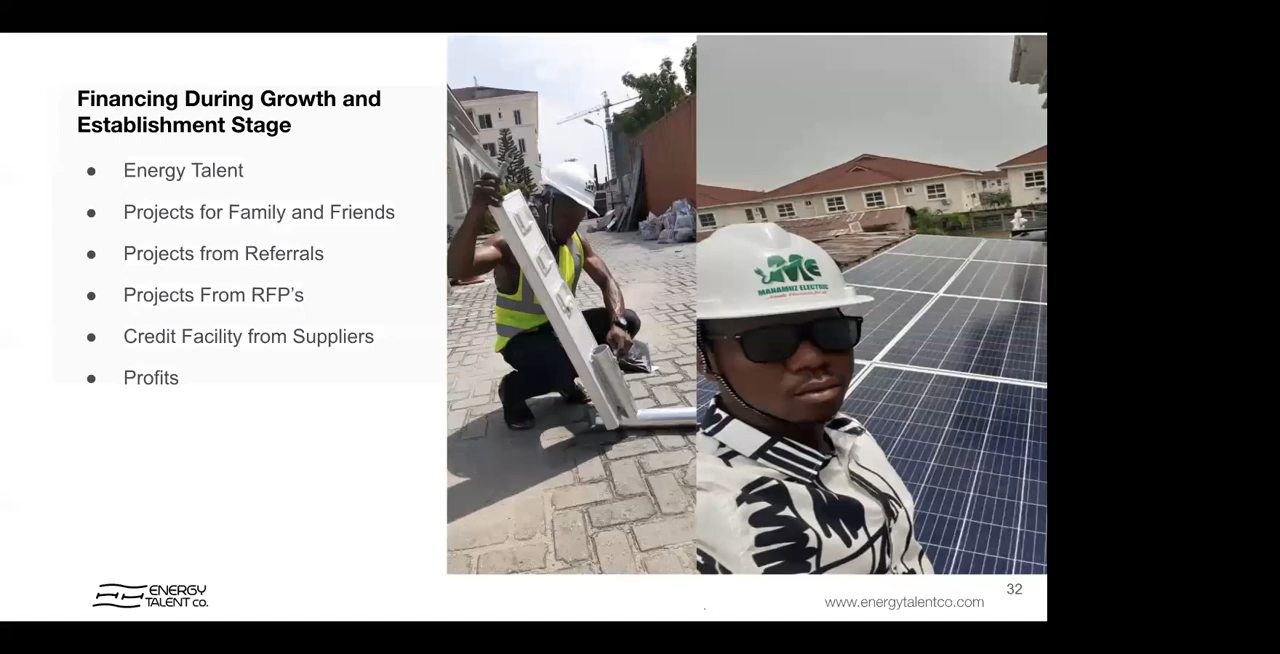 Financing During Growth and
Establishment Stage
● Energy Talent
● Projects for Family and Friends
● Projects from Referrals
● Projects From RFP's
● Credit Facility from Suppliers
● Profits
ME
MANAMUZ ELECTRIC
ENERGY
TALENT CO.
www.energytalentco.com
32